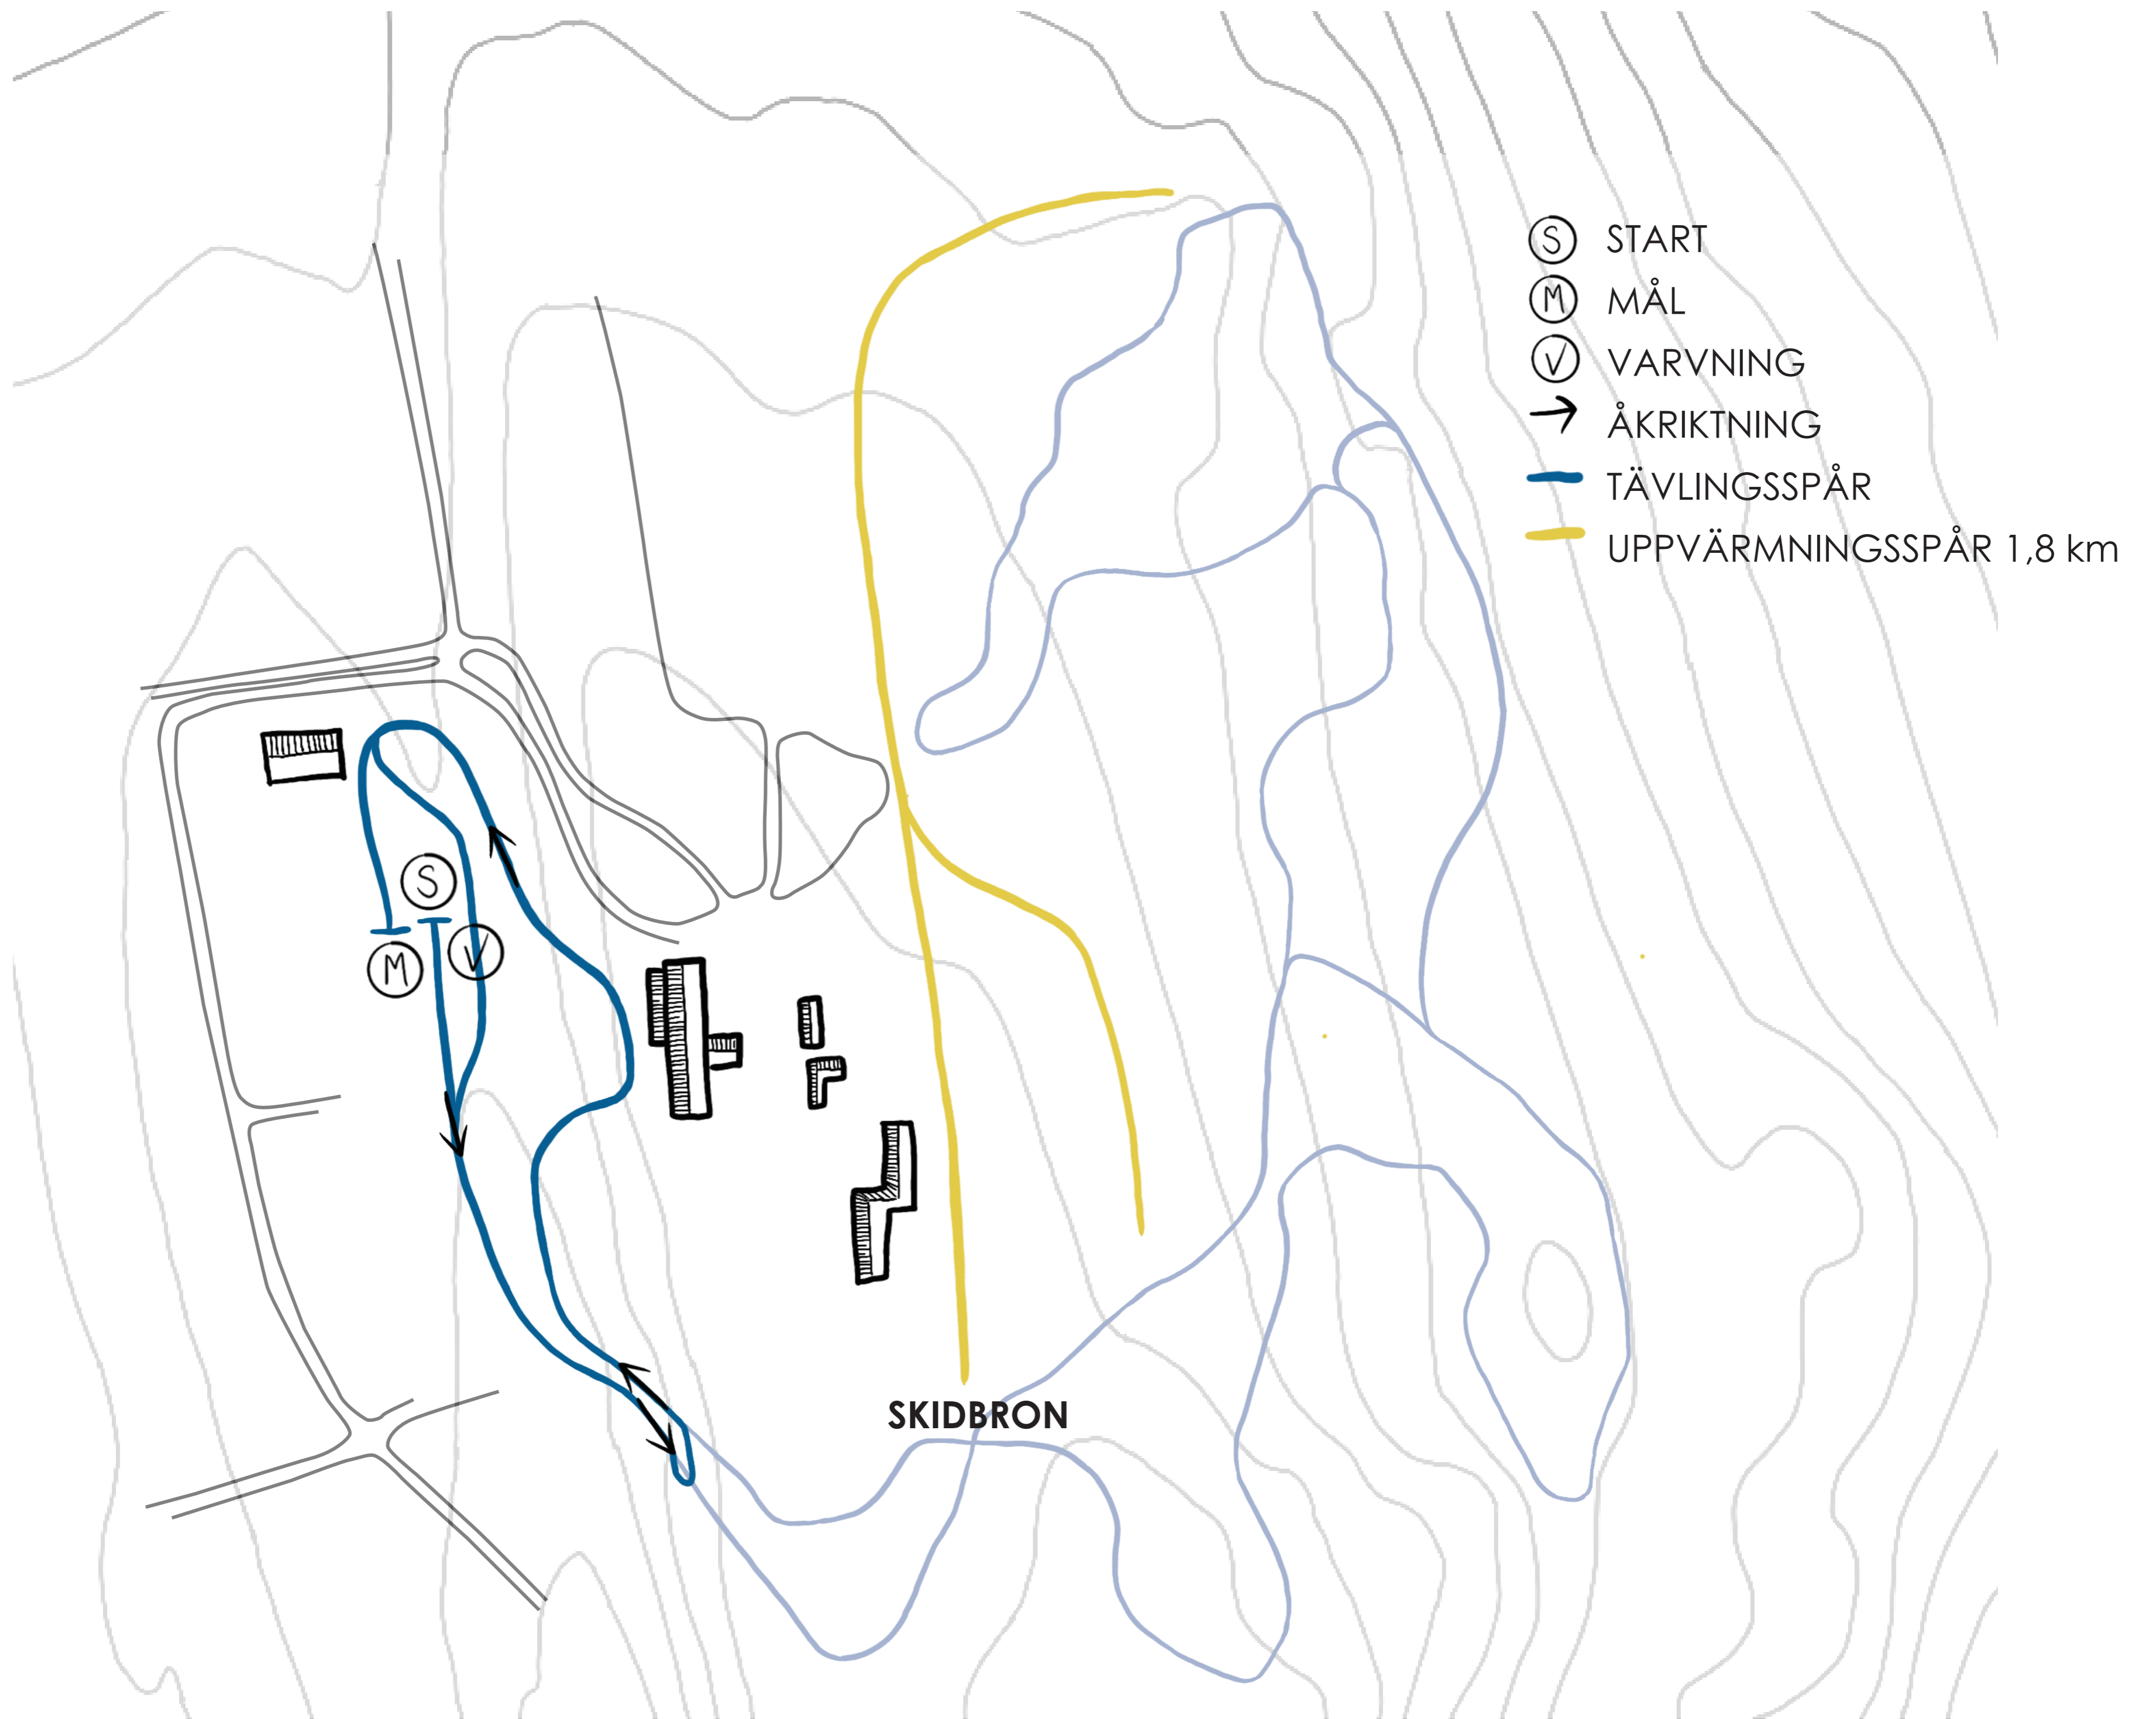 S START
M MÅL
V VARVNING
ÅKRIKTNING
TÄVLINGSSPÅR
UPPVÄRMNINGSSPÅR 1,8 km
S
V
M
SKIDBRON